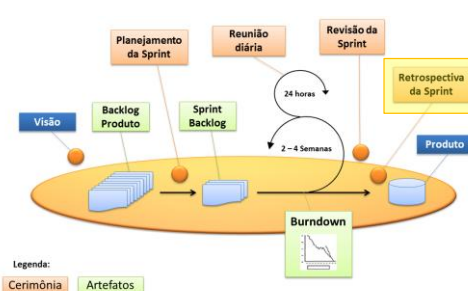 Planejamento
da Sprint
Reunião
diária
Revisão da
Sprint
Retrospectiva
da Sprint
24 horas
Visão
Backlog
Produto
Sprint
Backlog
2 – 4 Semanas
Produto
Burndown
Legenda:
Cerimônia
Artefatos